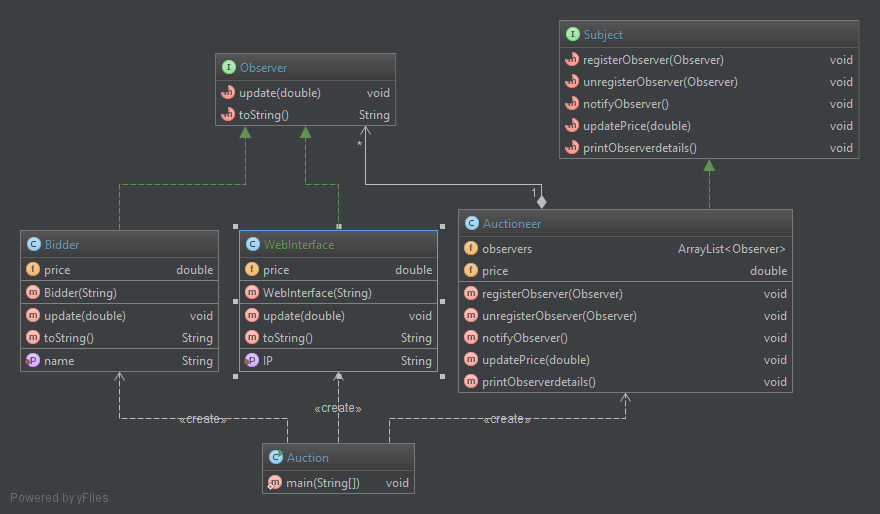 Subject
registerObserver(Observer) void
unregisterObserver(Observer) void
notifyObserver() void
updatePrice(double) void
printObserverdetails() void
Observer
update(double) void
toString() String
*
1
Bidder
price double
Bidder(String)
update(double) void
toString() String
name String
WebInterface
price double
WebInterface(String)
update(double) void
toString() String
IP String
Auctioneer
observers ArrayList<Observer>
price double
registerObserver(Observer) void
unregisterObserver(Observer) void
notifyObserver() void
updatePrice(double) void
printObserverdetails() void
«create»
«create»
«create»
Auction
main(String[]) void
Powered by yFiles